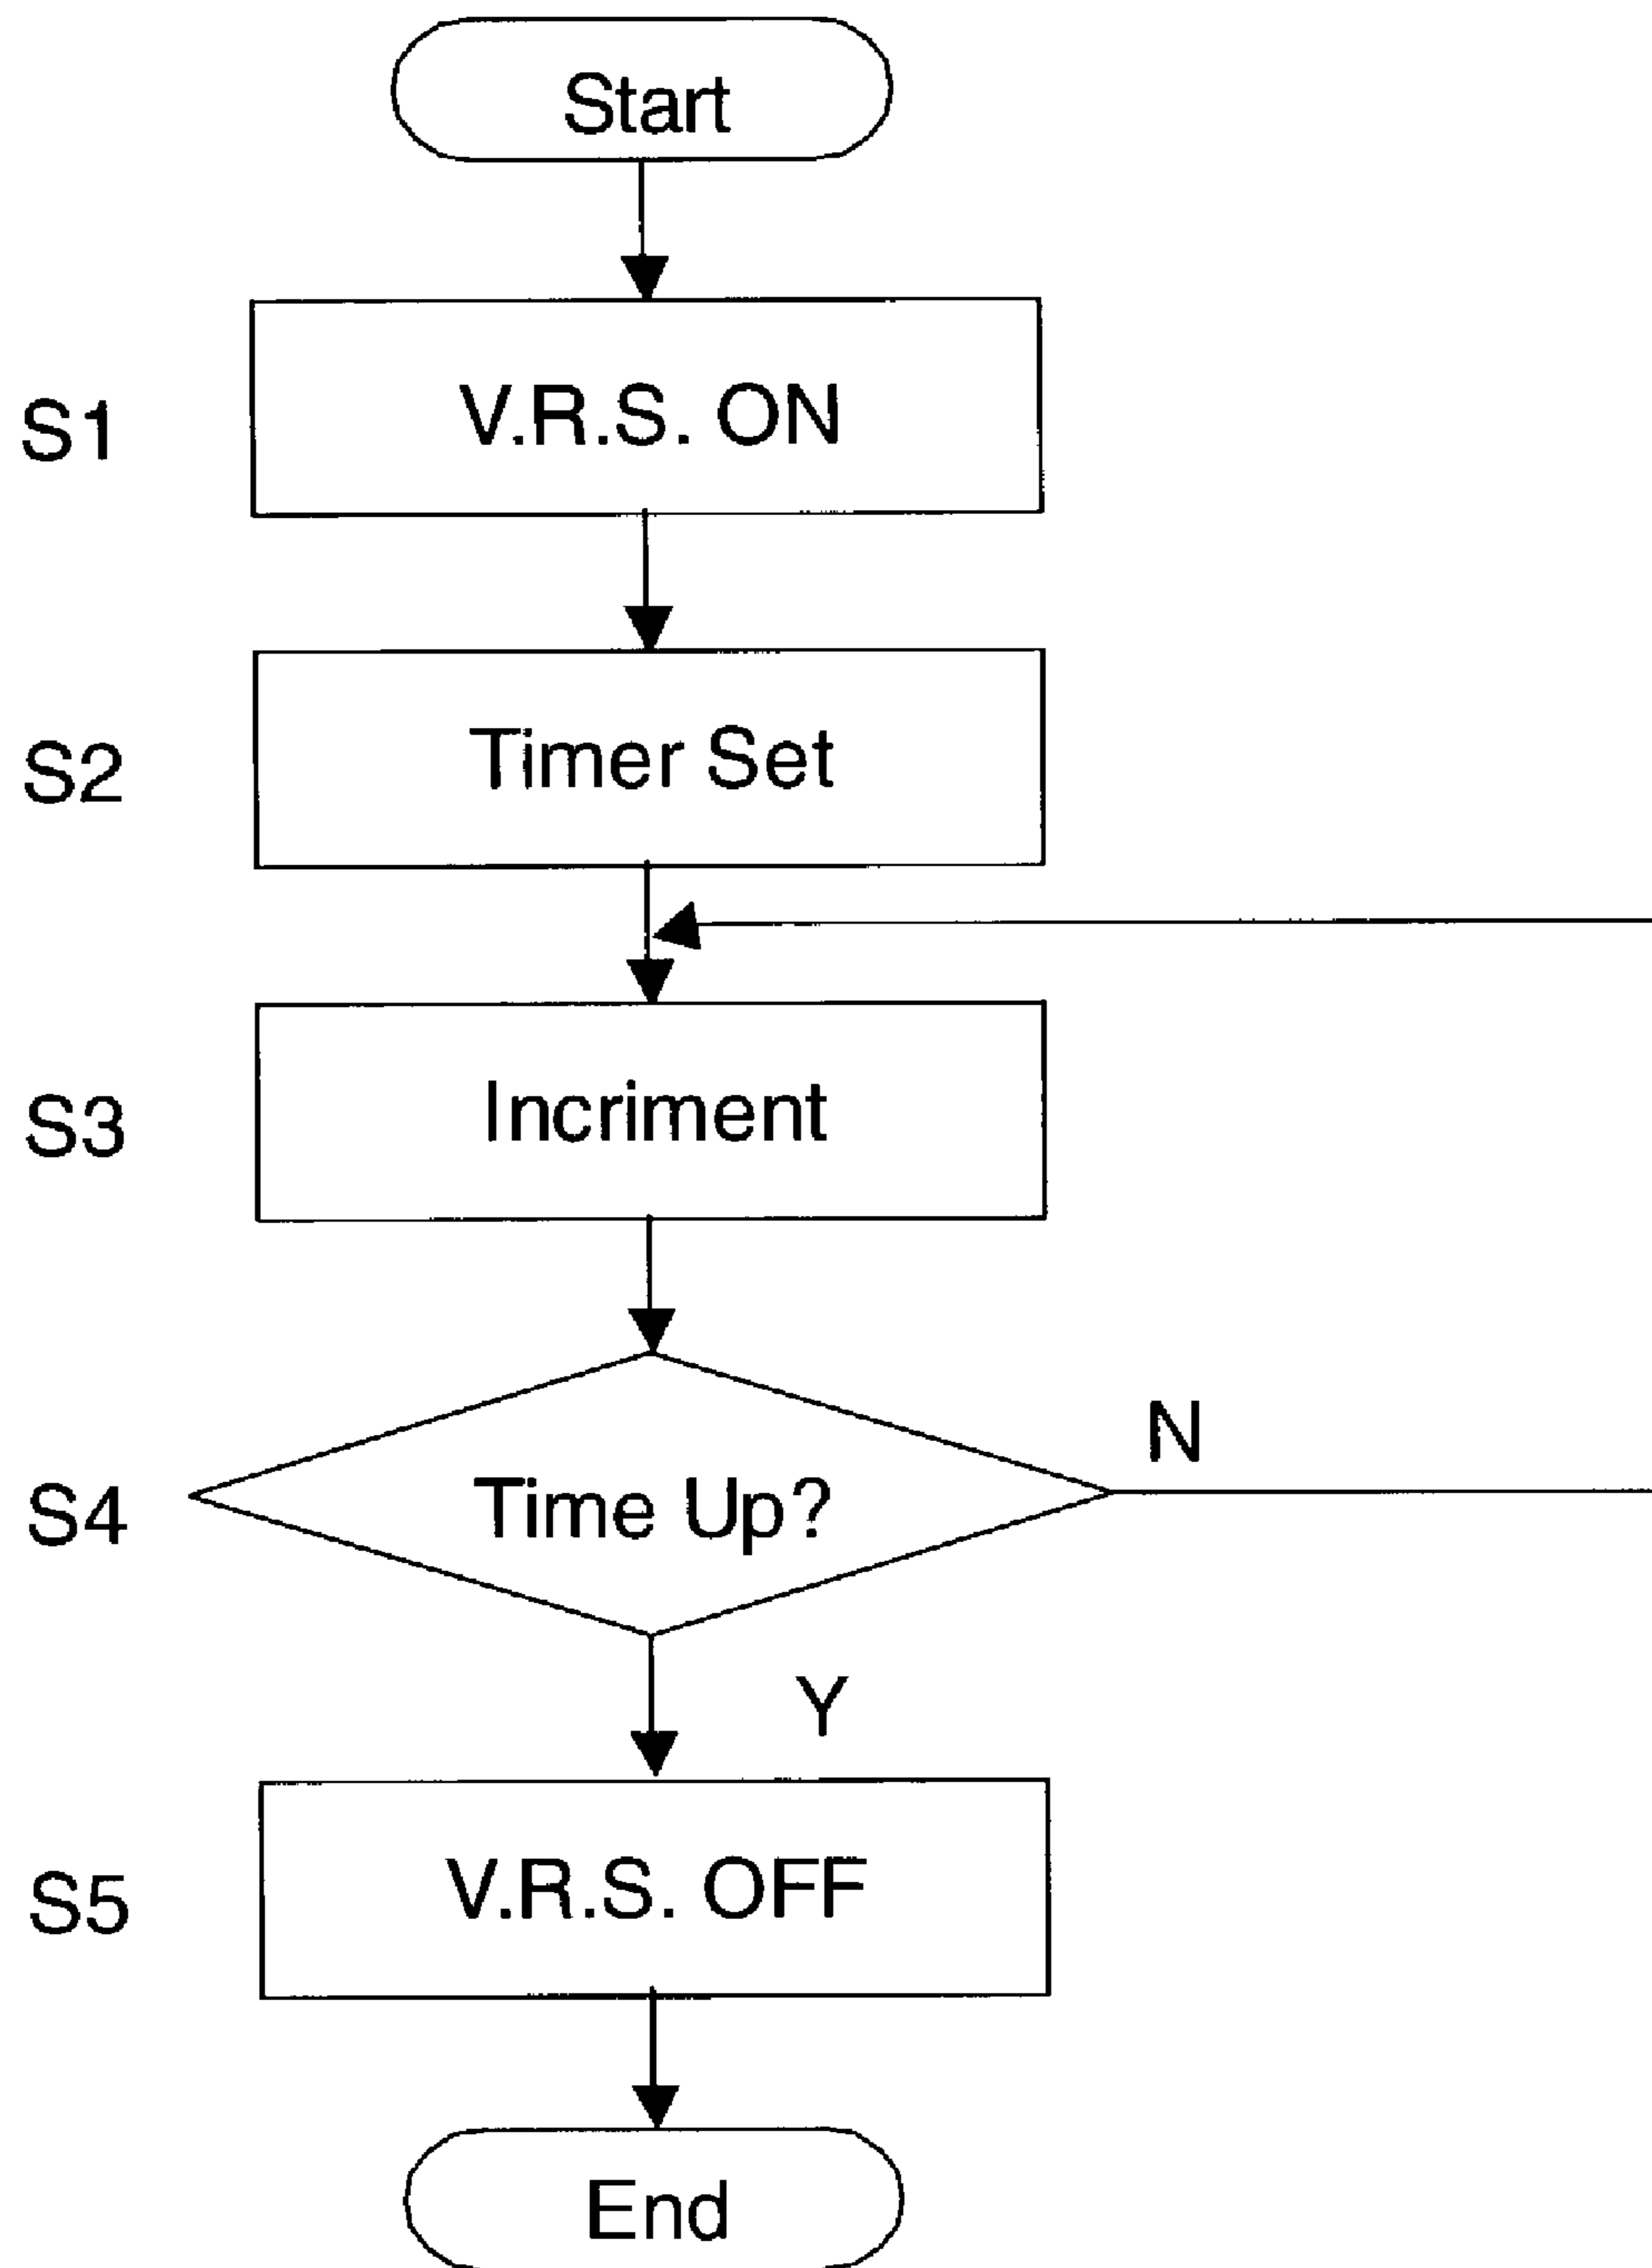 Start
S1
V.R.S. ON
S2
Timer Set
S3
Incriment
S4
Time Up?
N
Y
S5
V.R.S. OFF
End